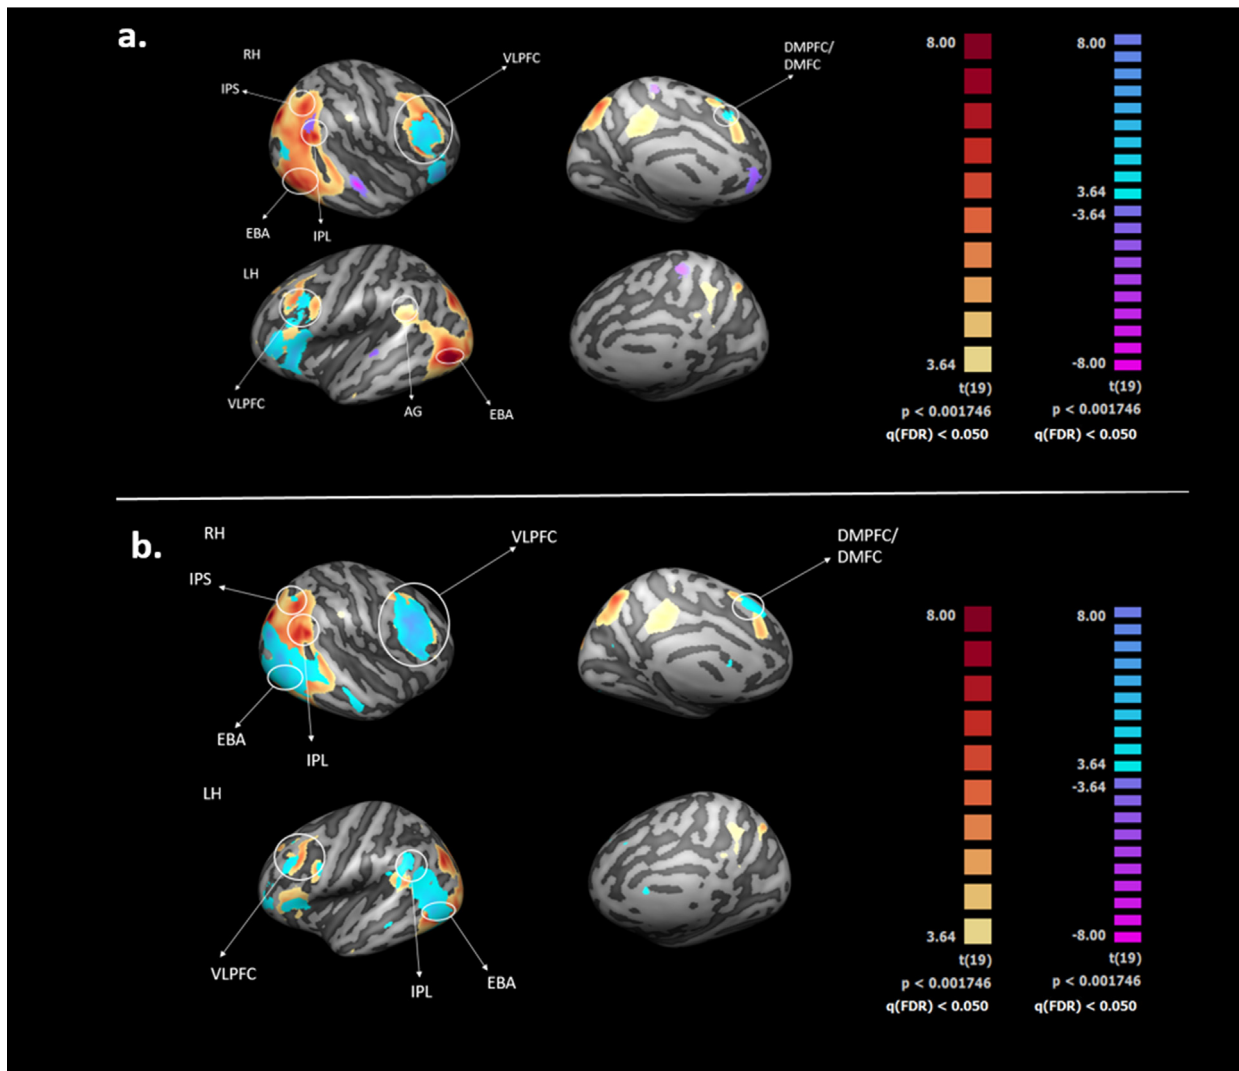 a.
RH
IPS
VLPFC
DMPFC/
DMFC
EBA
IPL
LH
VLPFC
AG
EBA
8.00
3.64
t(19)
p < 0.001746
q(FDR) < 0.050
8.00
3.64
-3.64
-8.00
t(19)
p < 0.001746
q(FDR) < 0.050
b.
RH
IPS
VLPFC
DMPFC/
DMFC
EBA
IPL
LH
VLPFC
IPL
EBA
8.00
3.64
t(19)
p < 0.001746
q(FDR) < 0.050
8.00
3.64
-3.64
-8.00
t(19)
p < 0.001746
q(FDR) < 0.050